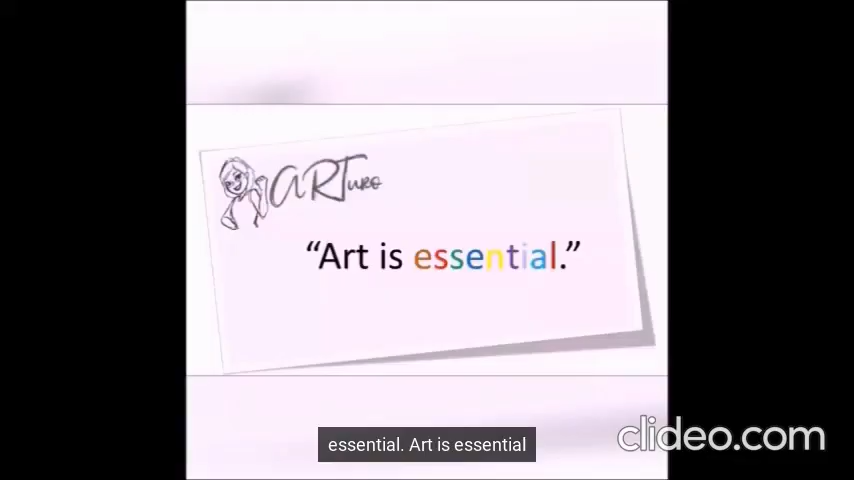 ARTuro
“Art is essential.”
essential. Art is essential
clideo.com